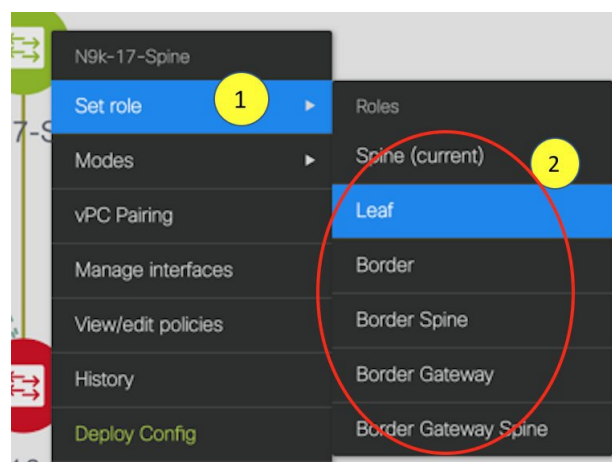 N9k-17-Spine
Set role
1
7-S
Modes
vPC Pairing
Manage interfaces
View/edit policies
History
Deploy Config
Roles
Spine (current)
2
Leaf
Border
Border Spine
Border Gateway
Border Gateway Spine